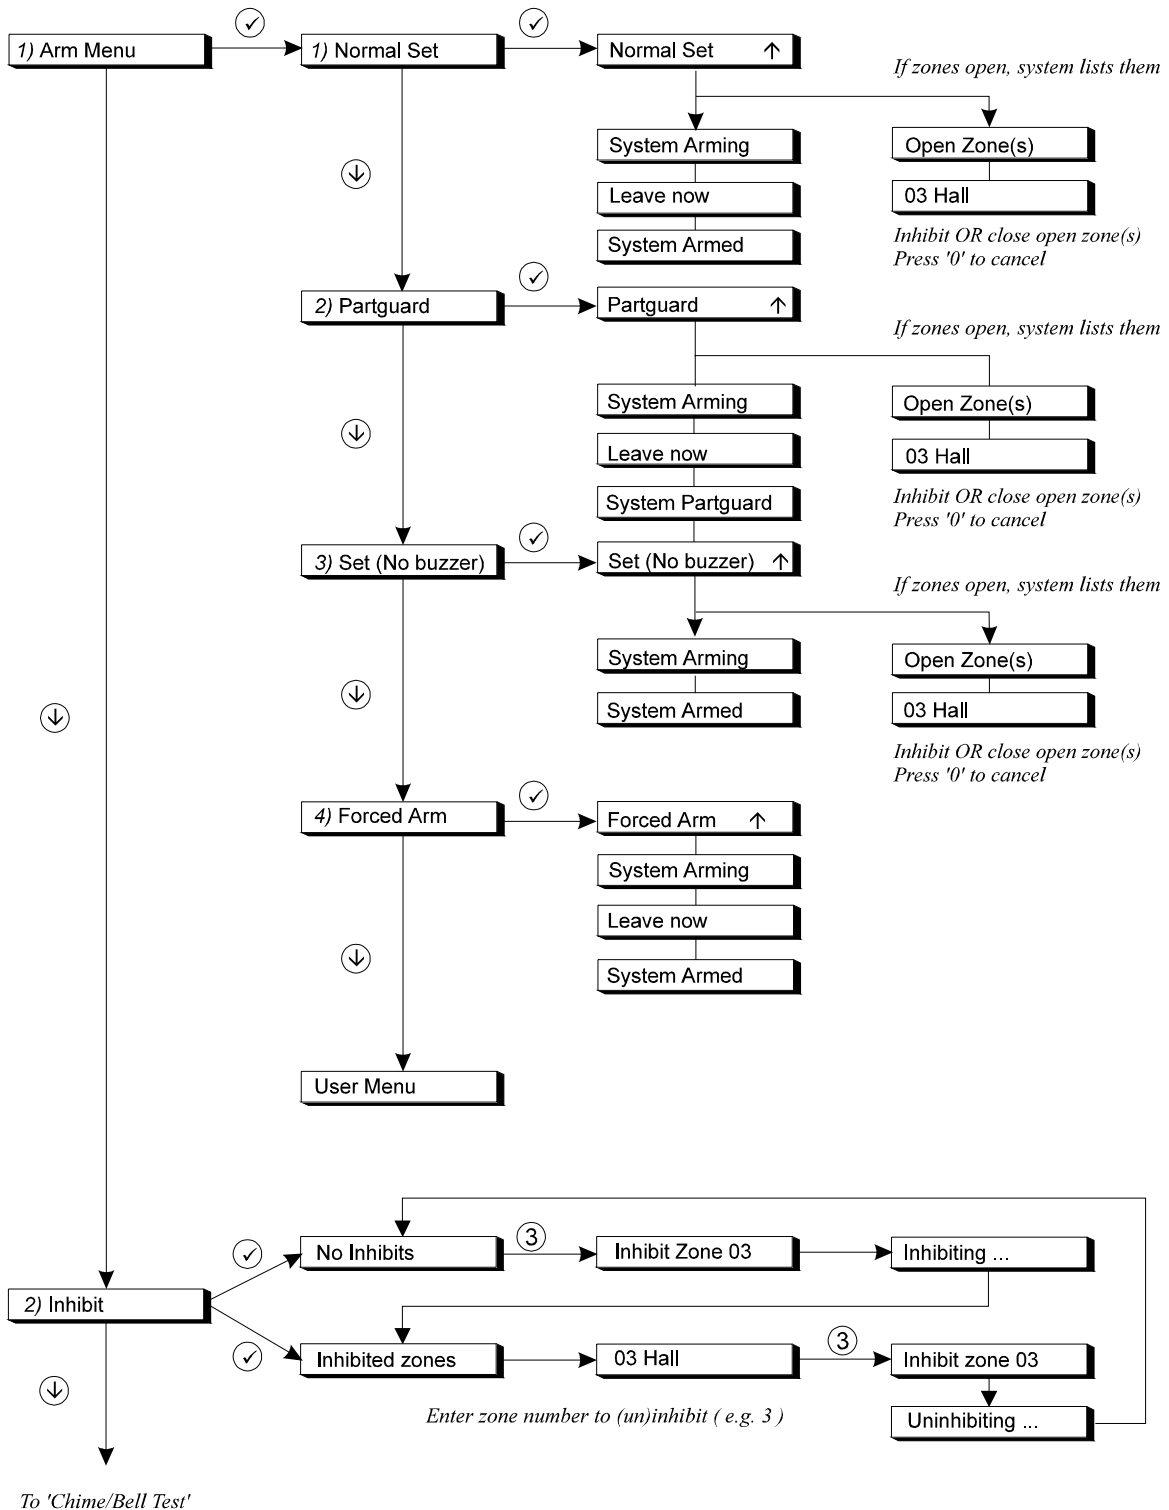 1) Arm Menu
1) Normal Set
Normal Set ↑
If zones open, system lists them
System Arming
Open Zone(s)
Leave now
03 Hall
System Armed
Inhibit OR close open zone(s)
Press '0' to cancel
2) Partguard
Partguard ↑
If zones open, system lists them
System Arming
Open Zone(s)
Leave now
03 Hall
System Partguard
Inhibit OR close open zone(s)
Press '0' to cancel
3) Set (No buzzer)
Set (No buzzer) ↑
If zones open, system lists them
System Arming
Open Zone(s)
System Armed
03 Hall
Inhibit OR close open zone(s)
Press '0' to cancel
4) Forced Arm
Forced Arm ↑
System Arming
Leave now
System Armed
User Menu
No Inhibits
3
Inhibit Zone 03
Inhibiting ...
2) Inhibit
Inhibited zones
03 Hall
3
Inhibit zone 03
Enter zone number to (un)inhibit ( e.g. 3 )
Uninhibiting ...
To 'Chime/Bell Test'